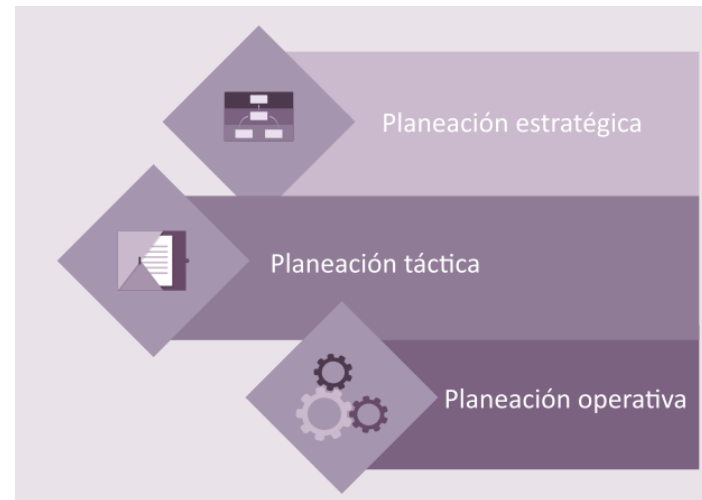 Planeación estratégica
Planeación táctica
Planeación operativa